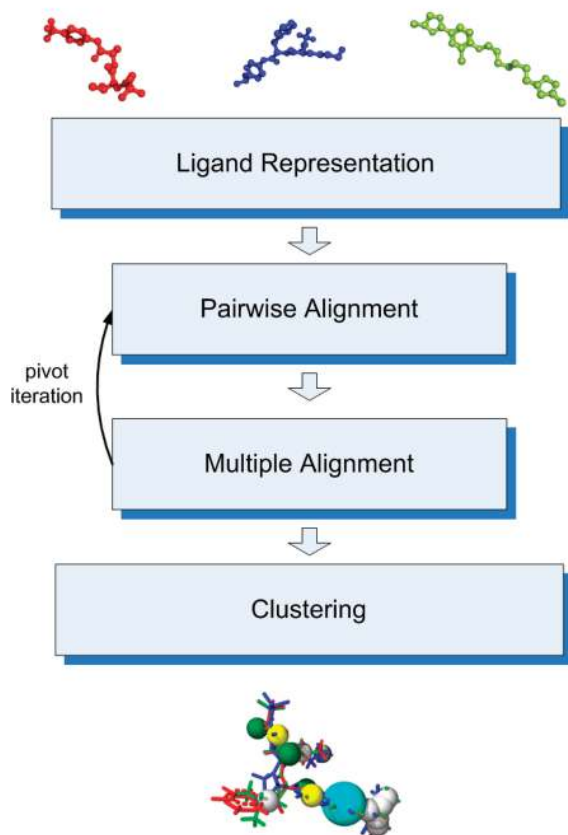 Ligand Representation
Pairwise Alignment
pivot
iteration
Multiple Alignment
Clustering